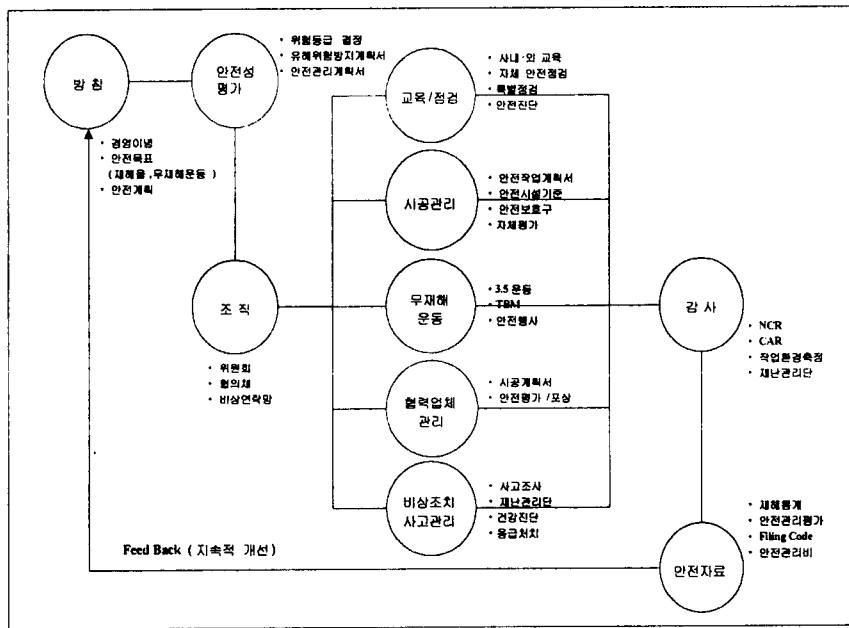 방 침
· 경영이념
· 안전목표
( 재해율 ,무재해운동 )
· 안전계획
안전성
평가
· 위험등급 결정
· 유해위험방지계획서
· 안전관리계획서
조 직
· 위원회
· 협의체
· 비상연락망
교육 /점검
· 사내·외 교육
· 자체 안전점검
· 특별점검
· 안전진단
시공관리
· 안전작업계획서
· 안전시설기준
· 안전보호구
· 자체평가
무재해
운동
· 3.5 운동
· TBM
· 안전행사
협력업체
관리
· 시공계획서
· 안전평가 /포상
비상조치
사고관리
· 사고조사
· 재난관리단
· 건강진단
· 응급처치
감 사
· NCR
· CAR
· 작업환경측정
· 재난관리단
안전자료
· 재해통계
· 안전관리평가
· Filing Code
· 안전관리비
Feed Back ( 지속적 개선 )